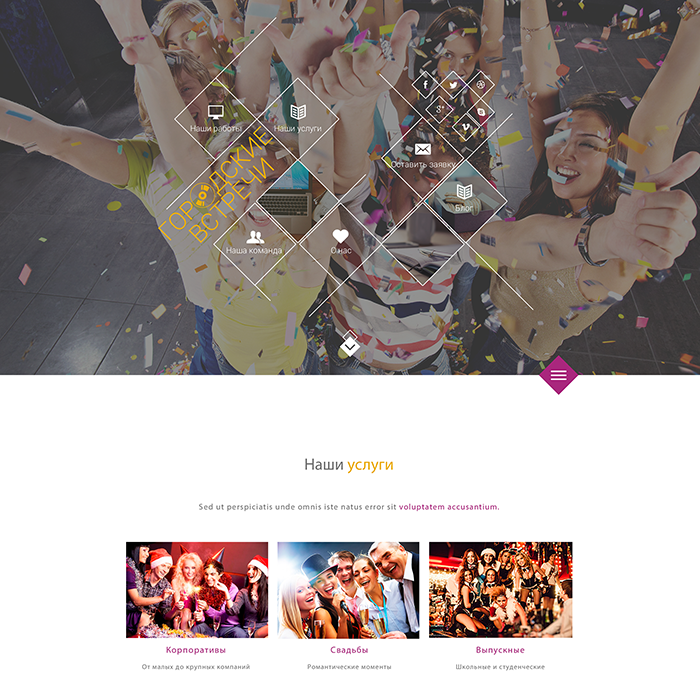 Наши работы
Наши услуги
ГОРОДСКИЕ
ВСТРЕЧИ
Оставить заявку
Блог
Наша команда
О нас
Наши услуги
Sed ut perspiciatis unde omnis iste natus error sit voluptatem accusantium.
Корпоративы
Свадьбы
Выпускные
От малых до крупных компаний
Романтические моменты
Школьные и студенческие